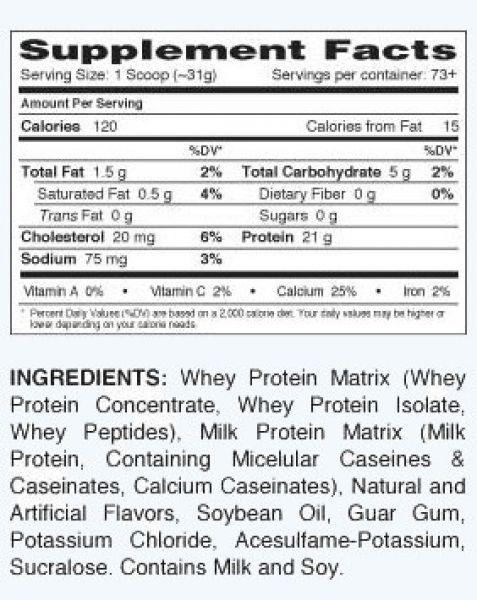 Supplement Facts
Serving Size: 1 Scoop (~31g) Servings per container: 73+
Amount Per Serving
Calories 120 Calories from Fat 15
%DV* %DV*
Total Fat 1.5 g 2% Total Carbohydrate 5 g 2%
Saturated Fat 0.5 g 4% Dietary Fiber 0 g 0%
Trans Fat 0 g Sugars 0 g
Cholesterol 20 mg 6% Protein 21 g
Sodium 75 mg 3%
Vitamin A 0% • Vitamin C 2% • Calcium 25% • Iron 2%
* Percent Daily Values (%DV) are based on a 2,000 calorie diet. Your daily values may be higher or
lower depending on your calorie needs.
INGREDIENTS: Whey Protein Matrix (Whey
Protein Concentrate, Whey Protein Isolate,
Whey Peptides), Milk Protein Matrix (Milk
Protein, Containing Micelular Caseines &
Caseinates, Calcium Caseinates), Natural and
Artificial Flavors, Soybean Oil, Guar Gum,
Potassium Chloride, Acesulfame-Potassium,
Sucralose. Contains Milk and Soy.